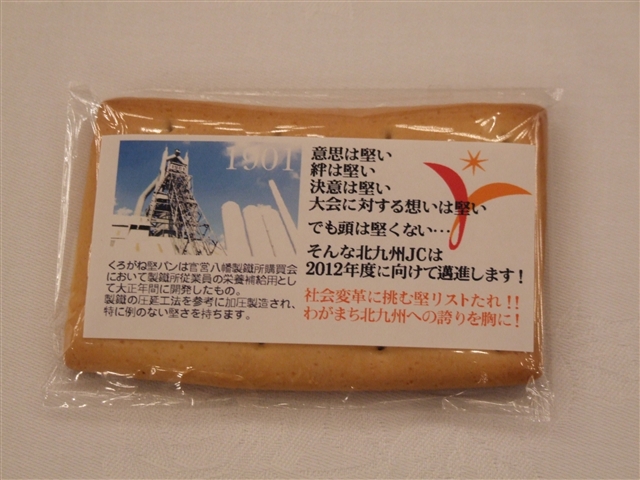 1901
くろがね堅パンは官営八幡製鐵所購買会
において製鐵所従業員の栄養補給用とし
て大正年間に開発したもの。
製鐵の圧延工法を参考に加圧製造され、
特に例のない堅さを持ちます。
意思は堅い
絆は堅い
決意は堅い
大会に対する想いは堅い
でも頭は堅くない…
そんな北九州JCは
2012年度に向けて邁進します!
社会変革に挑む堅リストたれ!!
わがまち北九州への誇りを胸に!